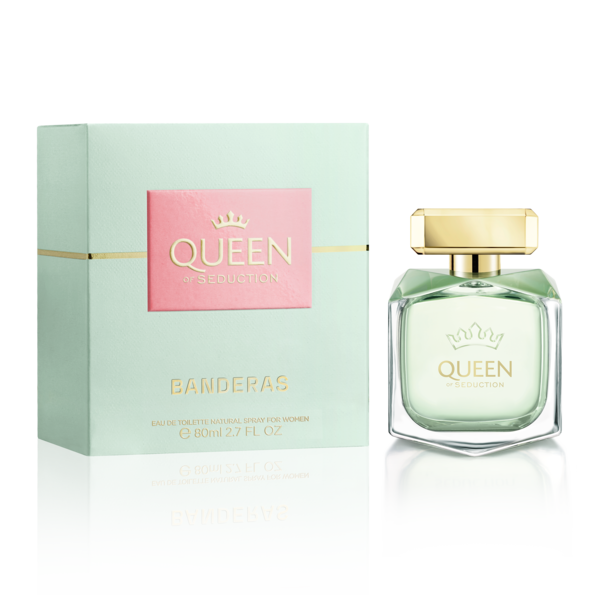 QUEEN
OF SEDUCTION
BANDERAS
EAU DE TOILETTE NATURAL SPRAY FOR WOMEN
℮ 80ml 2.7 FL OZ
QUEEN
OF SEDUCTION